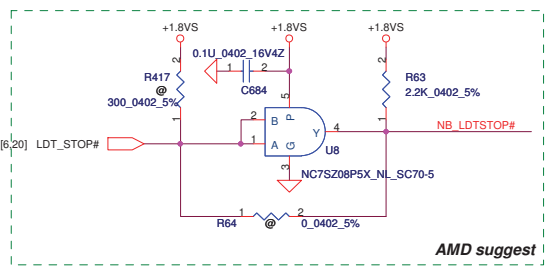 +1.8VS +1.8VS +1.8VS
0.1U_0402_16V4Z
1 2
C684
2
R417
@
300_0402_5%
1
2
R63
2.2K_0402_5%
1
5
P
2 B
1 A
G
Y 4
3
U8
NC7SZ08P5X_NL_SC70-5
[6,20] LDT_STOP#
NB_LDTSTOP#
R64 1 @ 2 0_0402_5%
AMD suggest